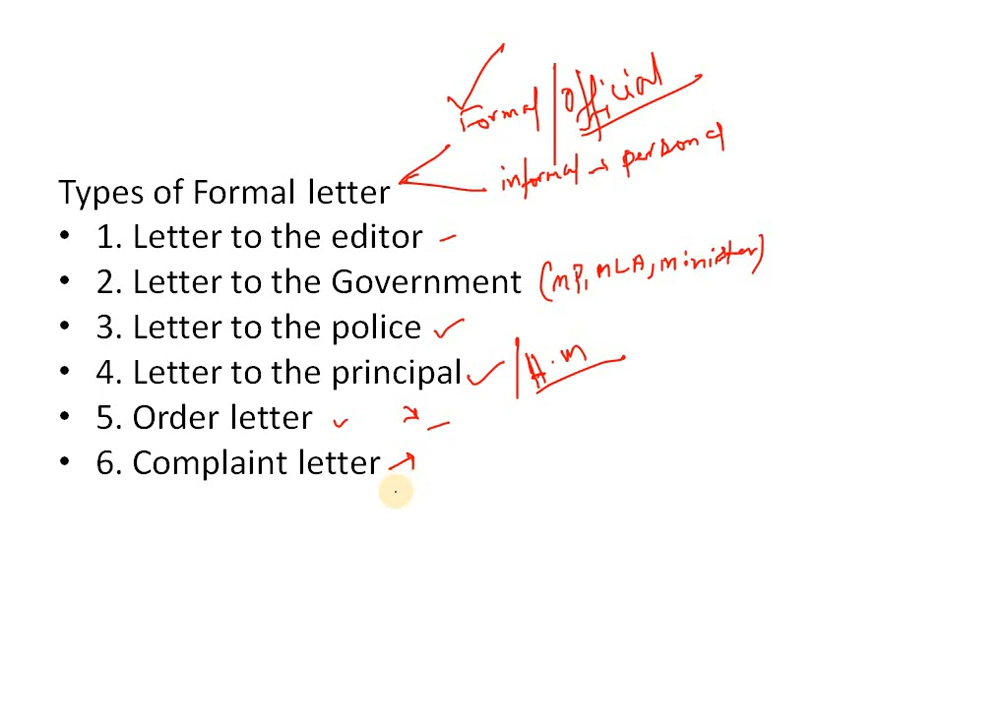 Formal | Official
informal → personal
Types of Formal letter
• 1. Letter to the editor –
• 2. Letter to the Government (MP, MLA, Minister)
• 3. Letter to the police ✓
• 4. Letter to the principal ✓ | H.M
• 5. Order letter ✓
• 6. Complaint letter